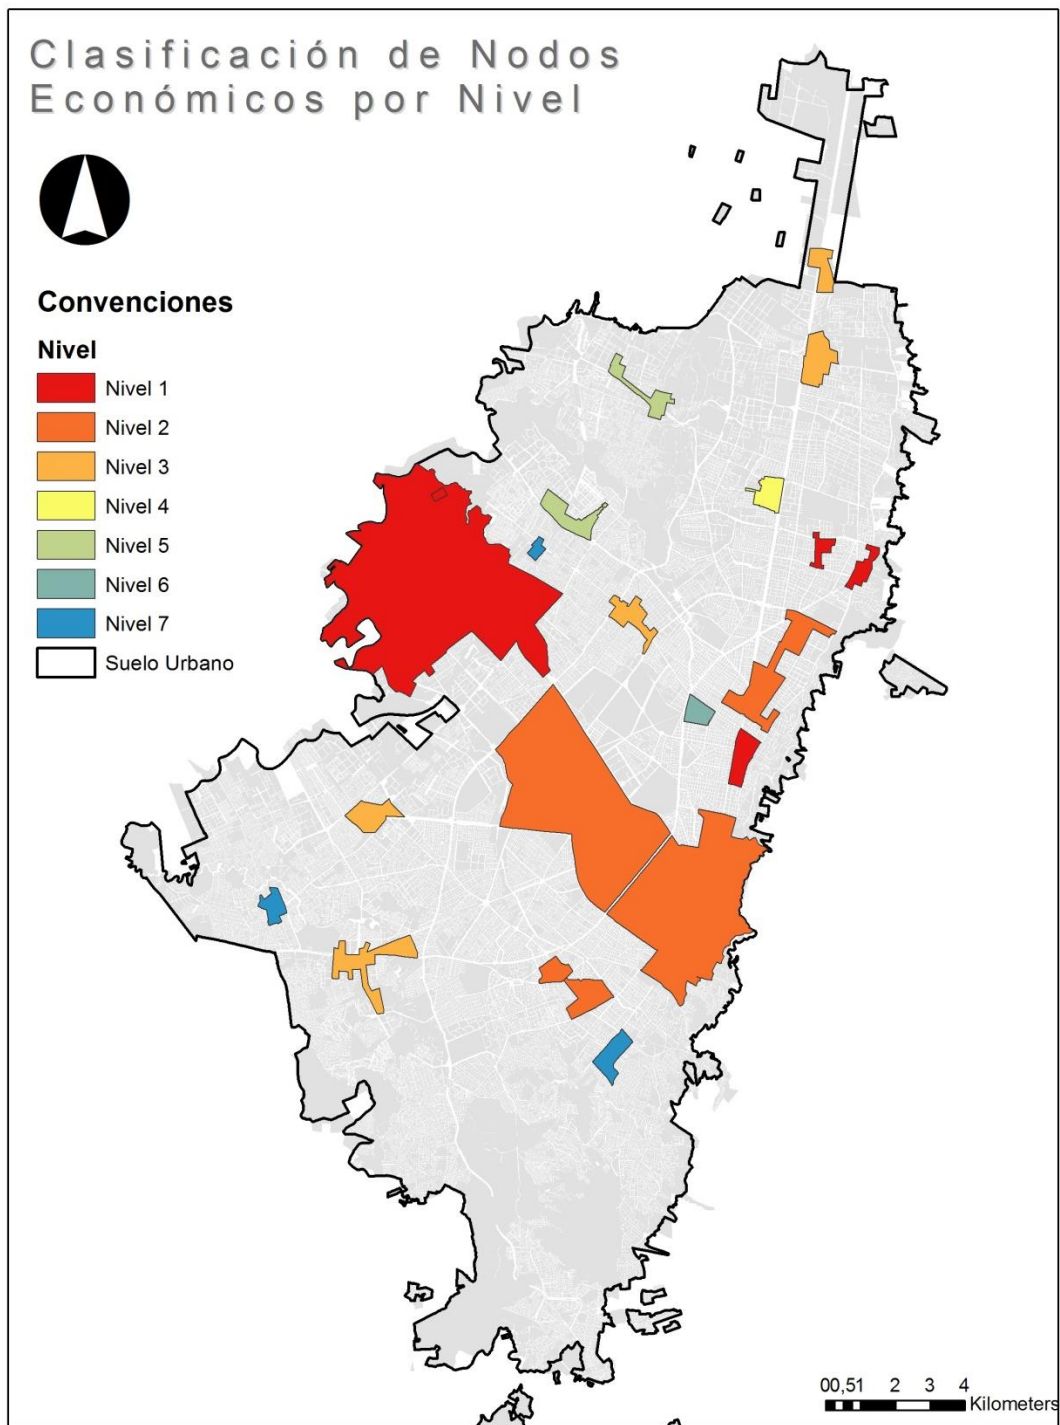 Clasificación de Nodos
Económicos por Nivel
Convenciones
Nivel
Nivel 1
Nivel 2
Nivel 3
Nivel 4
Nivel 5
Nivel 6
Nivel 7
Suelo Urbano
00,51 2 3 4
Kilometers